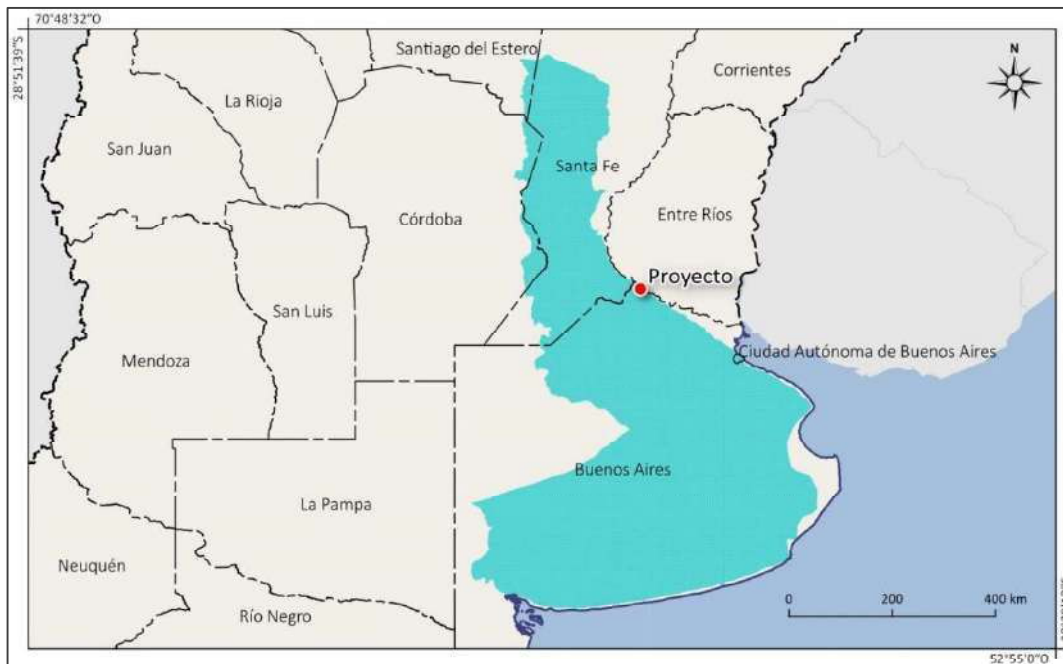 70°48'32"O
28°51'39"S
Santiago del Estero
N
Corrientes
La Rioja
San Juan
Santa Fe
Entre Ríos
Córdoba
Proyecto
San Luis
Mendoza
Ciudad Autónoma de Buenos Aires
Buenos Aires
La Pampa
Neuquén
0 400 km
Río Negro
52°55'0"O